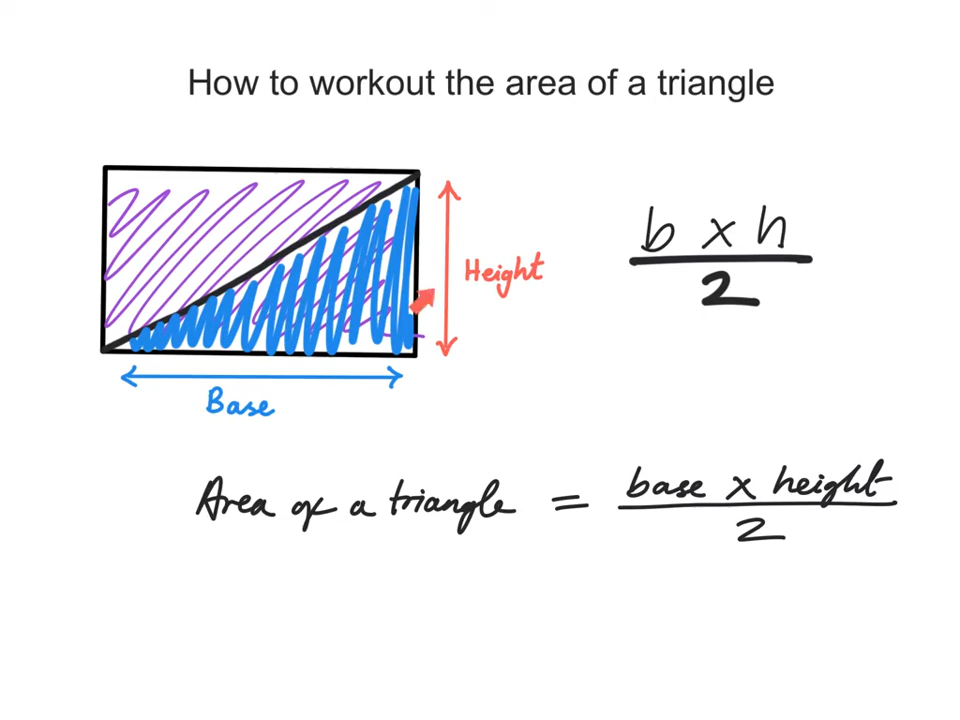 How to workout the area of a triangle
b x h
2
Height
Base
Area of a triangle = base x height
2